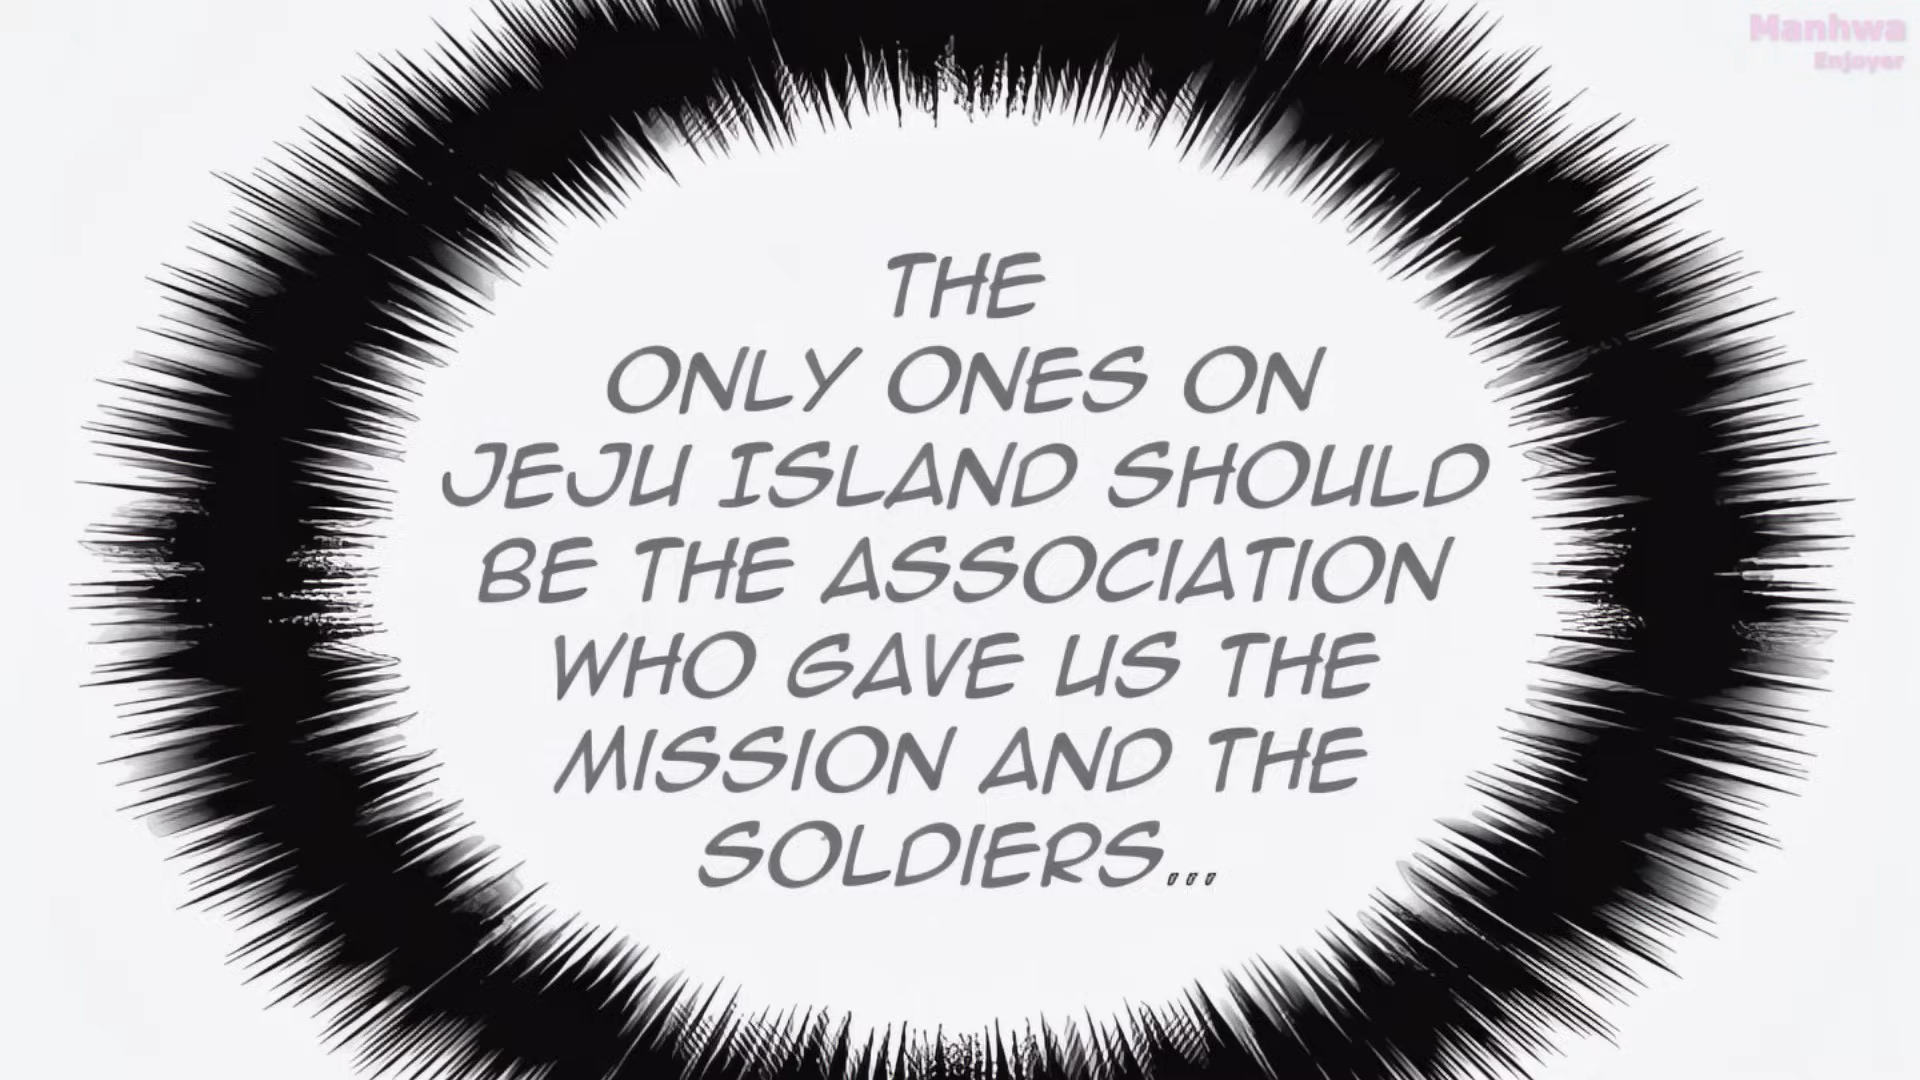 Manhwa
Enjoyer
THE
ONLY ONES ON
JEJU ISLAND SHOULD
BE THE ASSOCIATION
WHO GAVE US THE
MISSION AND THE
SOLDIERS...